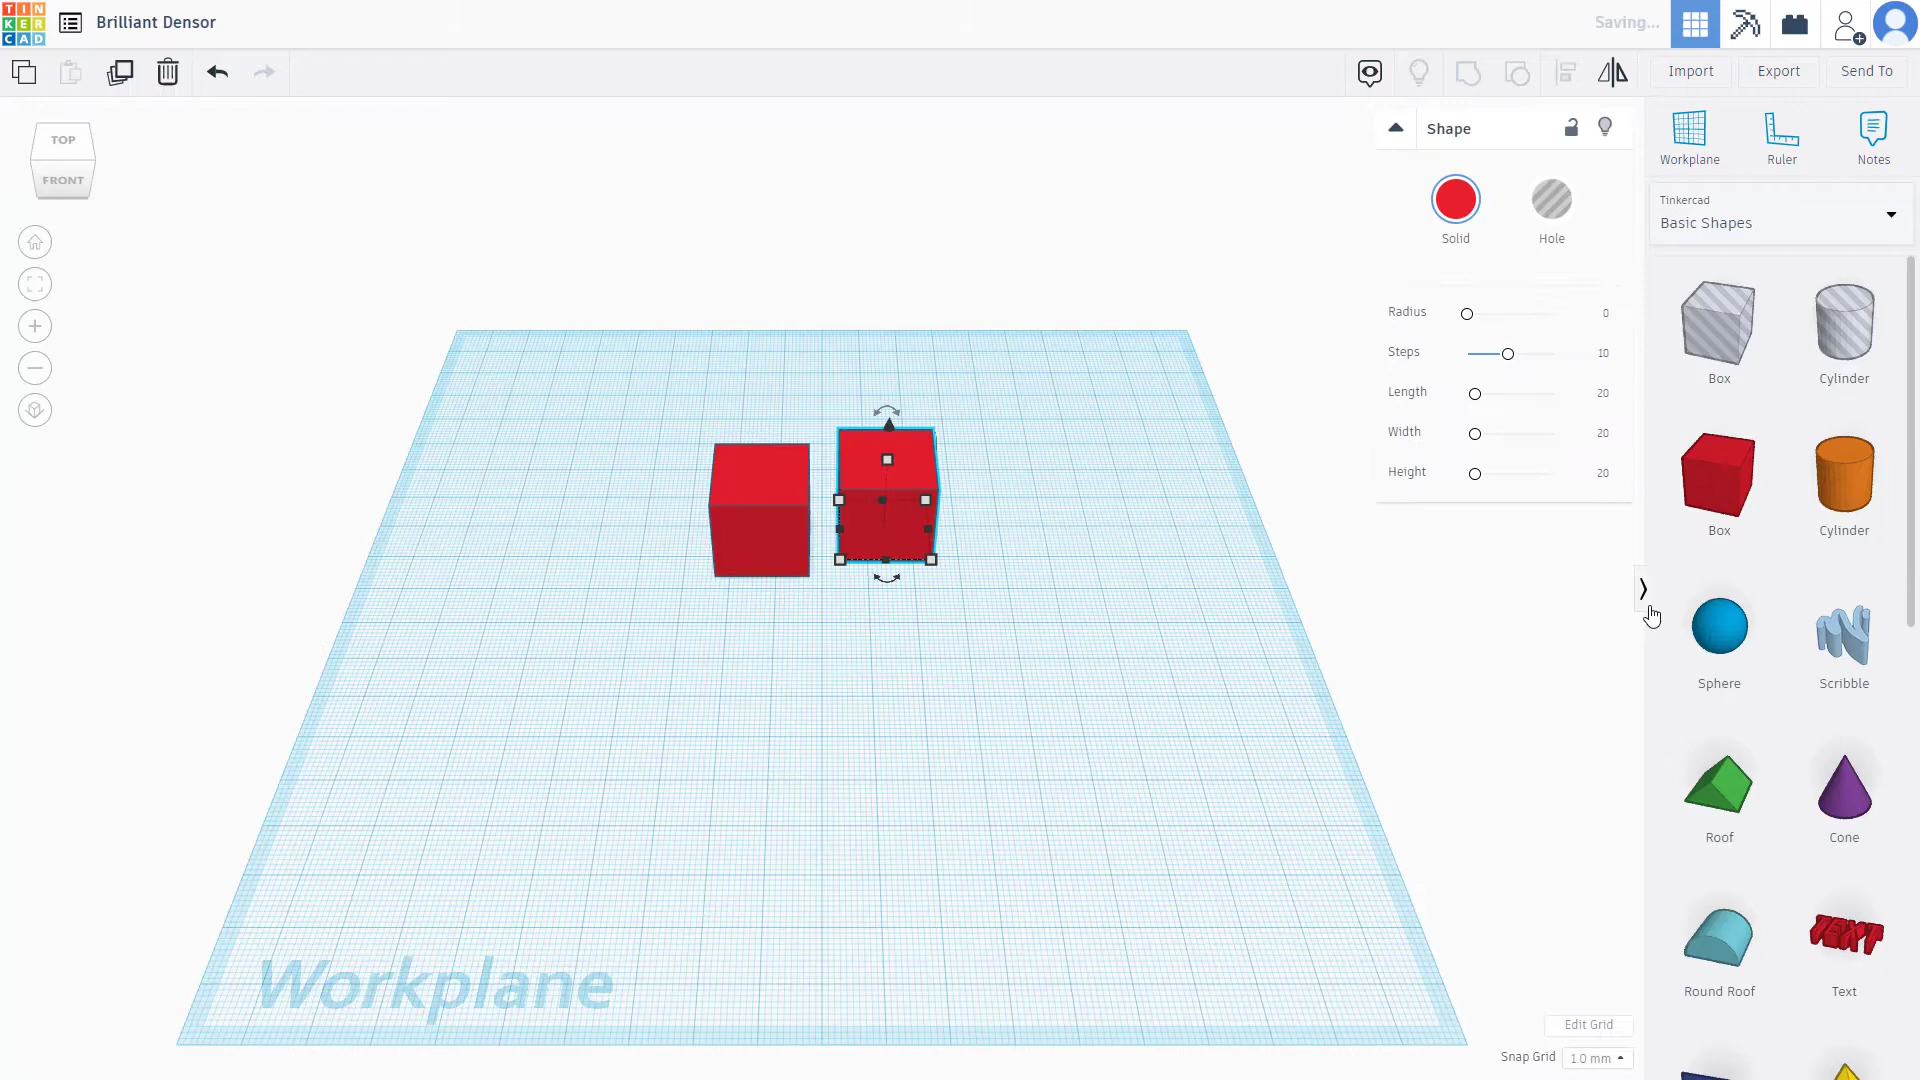 TIN
KER
CAD
Brilliant Densor
Saving...
Import
Export
Send To
TOP
FRONT
Shape
Solid
Hole
Radius
0
Steps
10
Length
20
Width
20
Height
20
Workplane
Ruler
Notes
Tinkercad
Basic Shapes
Box
Cylinder
Box
Cylinder
Sphere
Scribble
Roof
Cone
TEXT
Round Roof
Text
Workplane
Edit Grid
Snap Grid
1.0 mm